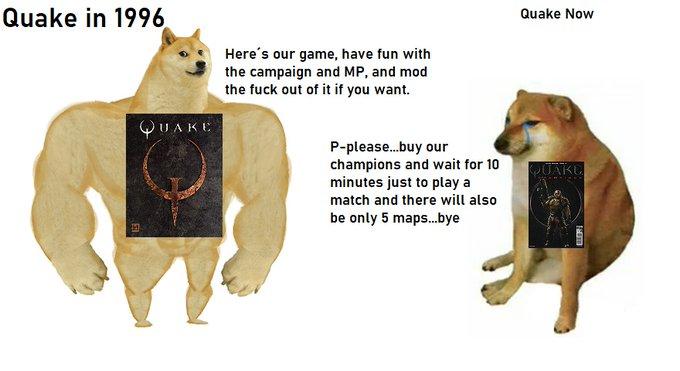 Quake in 1996
Quake Now
Here´s our game, have fun with
the campaign and MP, and mod
the fuck out of it if you want.
QUAKE
P-please...buy our
champions and wait for 10
minutes just to play a
match and there will also
be only 5 maps...bye
QUAKE
CHAMPIONS